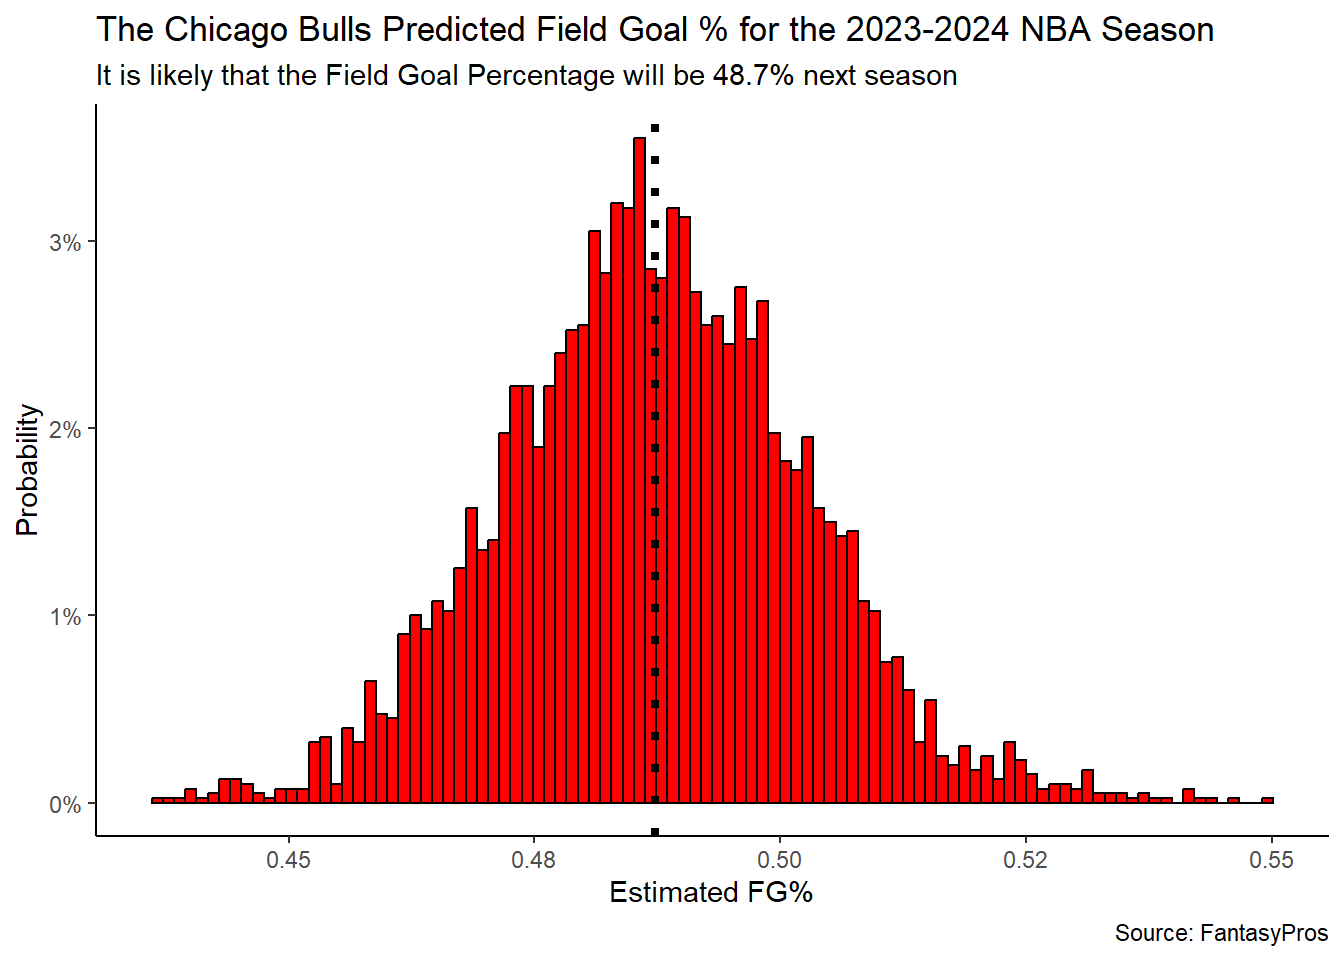 The Chicago Bulls Predicted Field Goal % for the 2023-2024 NBA Season
It is likely that the Field Goal Percentage will be 48.7% next season
3%
2%
1%
0%
Probability
0.45 0.48 0.50 0.52 0.55
Estimated FG%
Source: FantasyPros